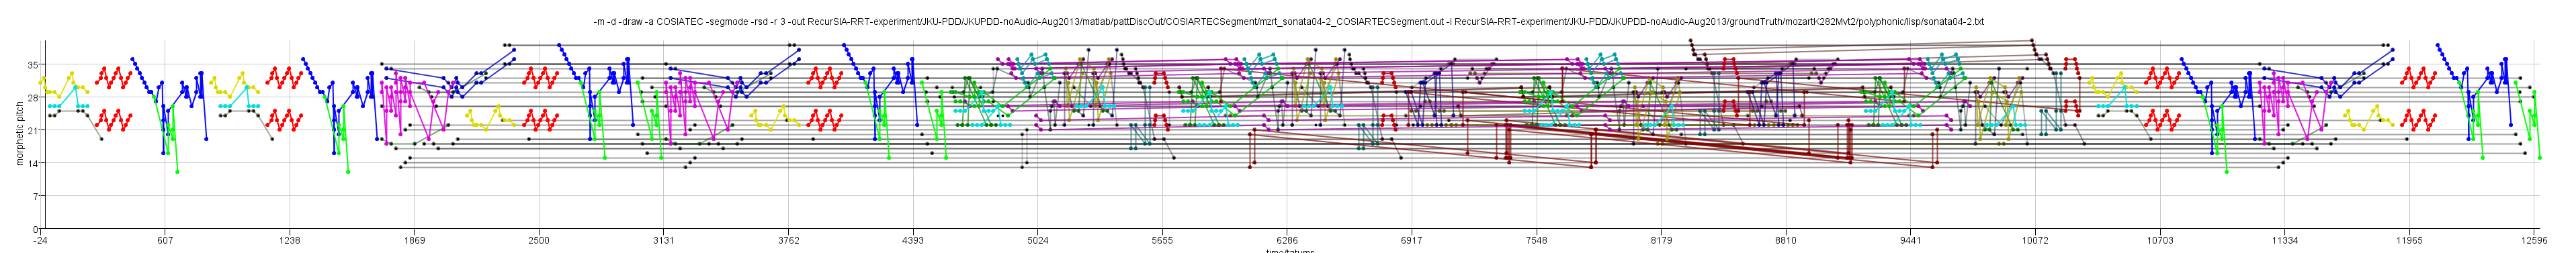 -m -d -draw -a COSIATEC -segmode -rsd -r 3 -out RecurSIA-RRT-experiment/JKU-PDD/JKUPDD-noAudio-Aug2013/matlab/pattDiscOut/COSIARTECSegment/mzrt_sonata04-2_COSIARTECSegment.out -i RecurSIA-RRT-experiment/JKU-PDD/JKUPDD-noAudio-Aug2013/groundTruth/mozartK282Mvt2/polyphonic/lisp/sonata04-2.txt
morphetic pitch
35
28
21
14
7
0
-24 607 1238 1869 2500 3131 3762 4393 5024 5655 6286 6917 7548 8179 8810 9441 10072 10703 11334 11965 12596
time/tatums